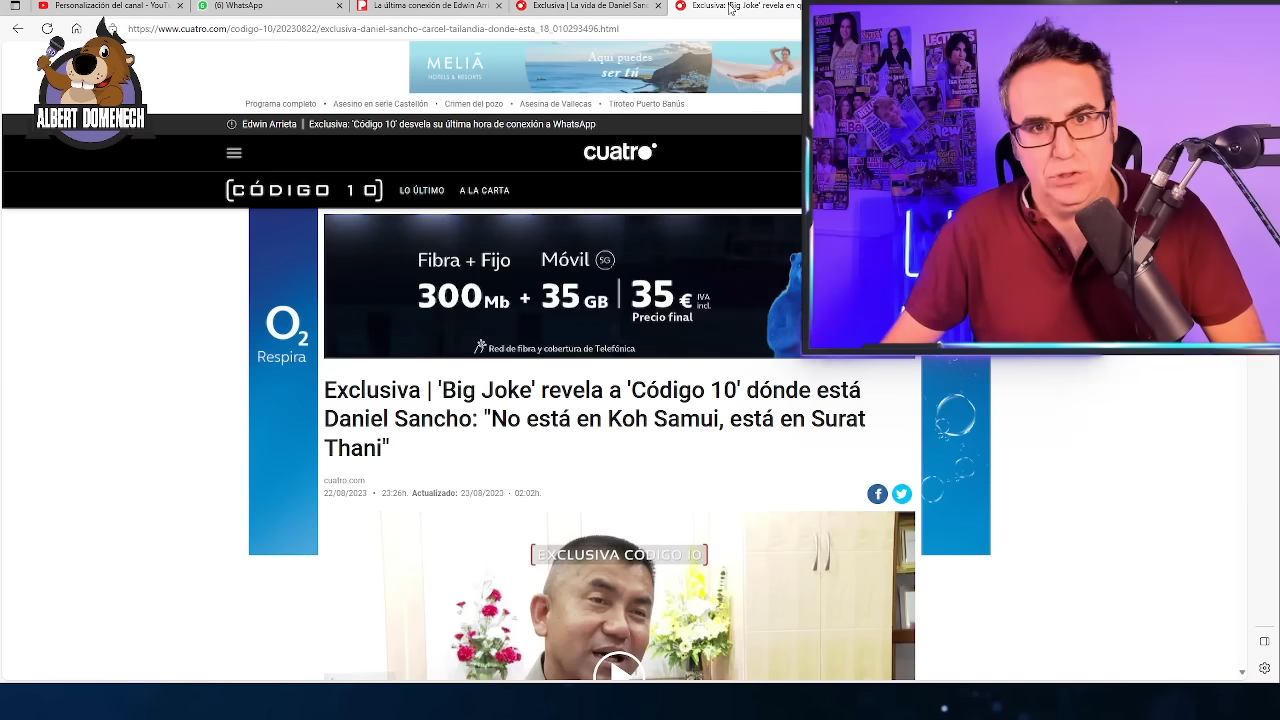 Personalización del canal - YouTu
(6) WhatsApp
La última conexión de Edwin Arri
Exclusiva | La vida de Daniel Sanc
Exclusiva: 'Big Joke' revela en
https://www.cuatro.com/codigo-10/20230822/exclusiva-daniel-sancho-carcel-tailandia-donde-esta_18_010293496.html
ALBERT DOMENECH
MELIÁ
HOTELS & RESORTS
Aquí puedes
ser tú
Programa completo • Asesino en serie Castellón • Crimen del pozo • Asesina de Vallecas • Tiroteo Puerto Banús
Edwin Arrieta | Exclusiva: 'Código 10' desvela su última hora de conexión a WhatsApp
cuatro
[CÓDIGO 10] LO ÚLTIMO A LA CARTA
O2
Respira
Fibra + Fijo Móvil 5G
300Mb + 35GB | 35€ IVA incl.
Precio final
Red de fibra y cobertura de Telefónica
Exclusiva | 'Big Joke' revela a 'Código 10' dónde está
Daniel Sancho: "No está en Koh Samui, está en Surat
Thani"
cuatro.com
22/08/2023 • 23:26h. Actualizado: 23/08/2023 · 02:02h.
[EXCLUSIVA CÓDIGO 10]
LECTURAS